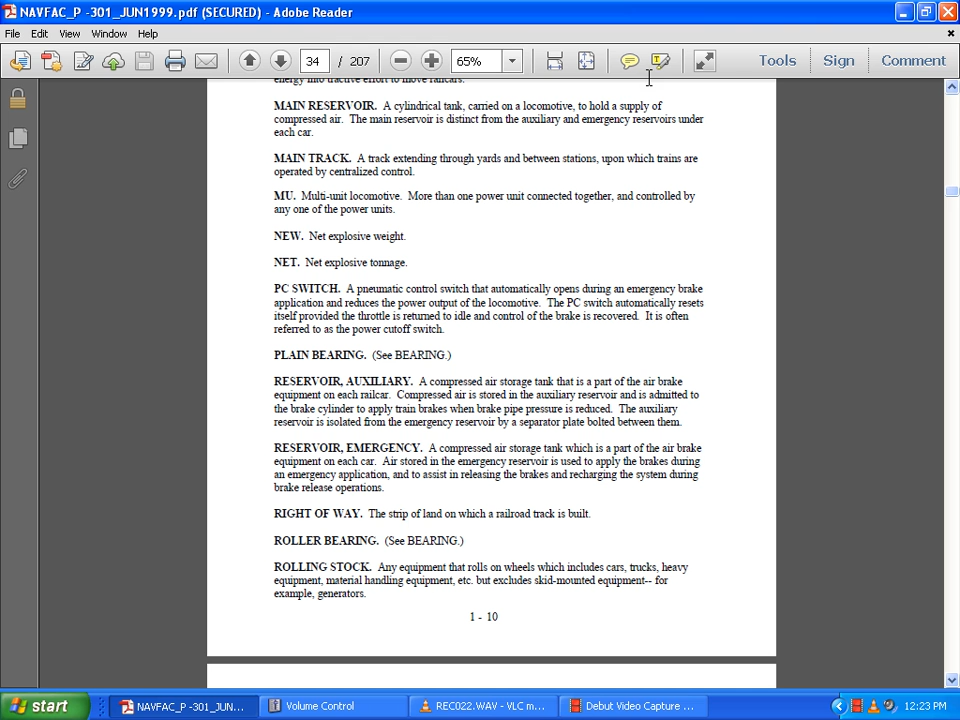 NAVFAC_P -301_JUN1999.pdf (SECURED) - Adobe Reader
File Edit View Window Help
34 / 207 65% Tools Sign Comment
energy into tractive effort to move railcars.
MAIN RESERVOIR. A cylindrical tank, carried on a locomotive, to hold a supply of
compressed air. The main reservoir is distinct from the auxiliary and emergency reservoirs under
each car.
MAIN TRACK. A track extending through yards and between stations, upon which trains are
operated by centralized control.
MU. Multi-unit locomotive. More than one power unit connected together, and controlled by
any one of the power units.
NEW. Net explosive weight.
NET. Net explosive tonnage.
PC SWITCH. A pneumatic control switch that automatically opens during an emergency brake
application and reduces the power output of the locomotive. The PC switch automatically resets
itself provided the throttle is returned to idle and control of the brake is recovered. It is often
referred to as the power cutoff switch.
PLAIN BEARING. (See BEARING.)
RESERVOIR, AUXILIARY. A compressed air storage tank that is a part of the air brake
equipment on each railcar. Compressed air is stored in the auxiliary reservoir and is admitted to
the brake cylinder to apply train brakes when brake pipe pressure is reduced. The auxiliary
reservoir is isolated from the emergency reservoir by a separator plate bolted between them.
RESERVOIR, EMERGENCY. A compressed air storage tank which is a part of the air brake
equipment on each car. Air stored in the emergency reservoir is used to apply the brakes during
an emergency application, and to assist in releasing the brakes and recharging the system during
brake release operations.
RIGHT OF WAY. The strip of land on which a railroad track is built.
ROLLER BEARING. (See BEARING.)
ROLLING STOCK. Any equipment that rolls on wheels which includes cars, trucks, heavy
equipment, material handling equipment, etc. but excludes skid-mounted equipment-- for
example, generators.
1 - 10
start NAVFAC_P -301_JUN... Volume Control REC022.WAV - VLC m... Debut Video Capture ... 12:23 PM